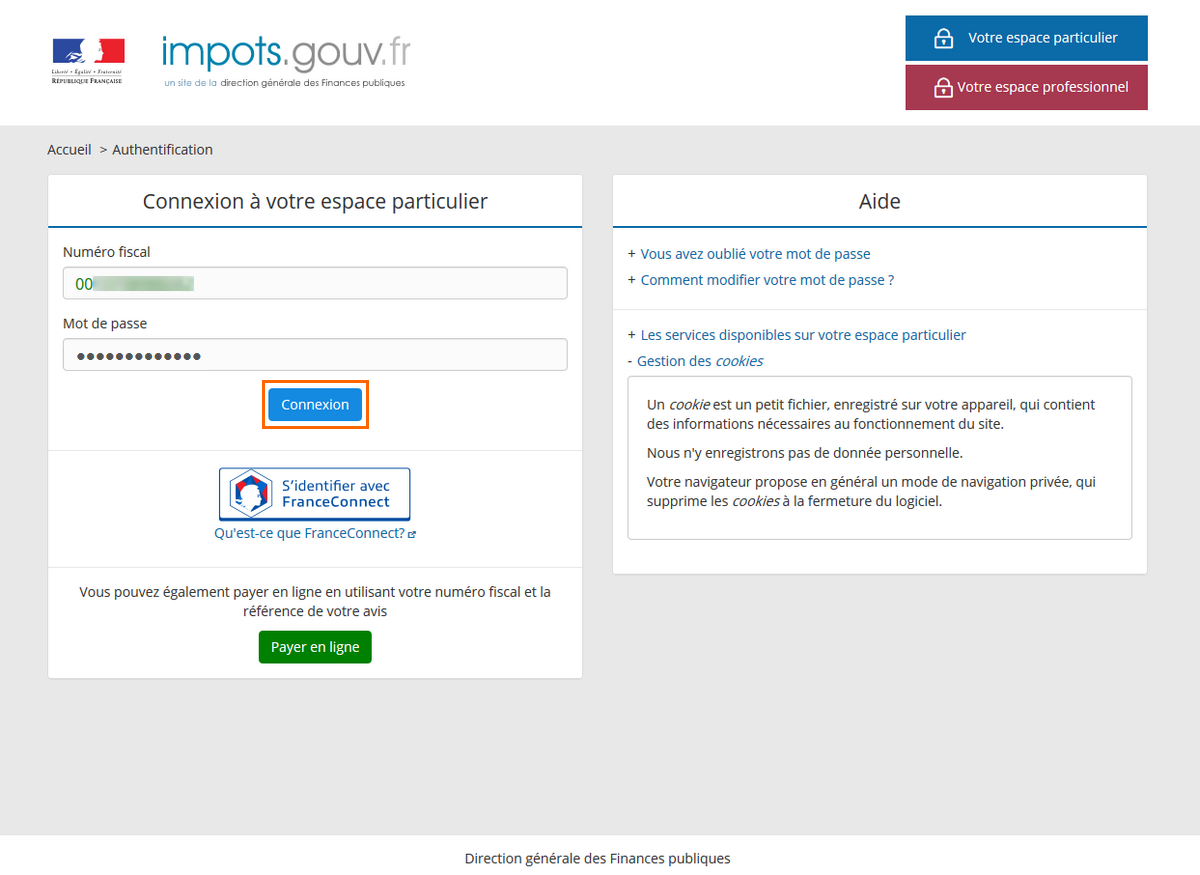 Liberté • Égalité • Fraternité
RÉPUBLIQUE FRANÇAISE
impots.gouv.fr
un site de la direction générale des Finances publiques
Votre espace particulier
Votre espace professionnel
Accueil > Authentification
Connexion à votre espace particulier
Numéro fiscal
00
Mot de passe
•••••••••••••
Connexion
S'identifier avec
FranceConnect
Qu'est-ce que FranceConnect?
Vous pouvez également payer en ligne en utilisant votre numéro fiscal et la
référence de votre avis
Payer en ligne
Aide
+ Vous avez oublié votre mot de passe
+ Comment modifier votre mot de passe ?
+ Les services disponibles sur votre espace particulier
- Gestion des cookies
Un cookie est un petit fichier, enregistré sur votre appareil, qui contient
des informations nécessaires au fonctionnement du site.
Nous n'y enregistrons pas de donnée personnelle.
Votre navigateur propose en général un mode de navigation privée, qui
supprime les cookies à la fermeture du logiciel.
Direction générale des Finances publiques